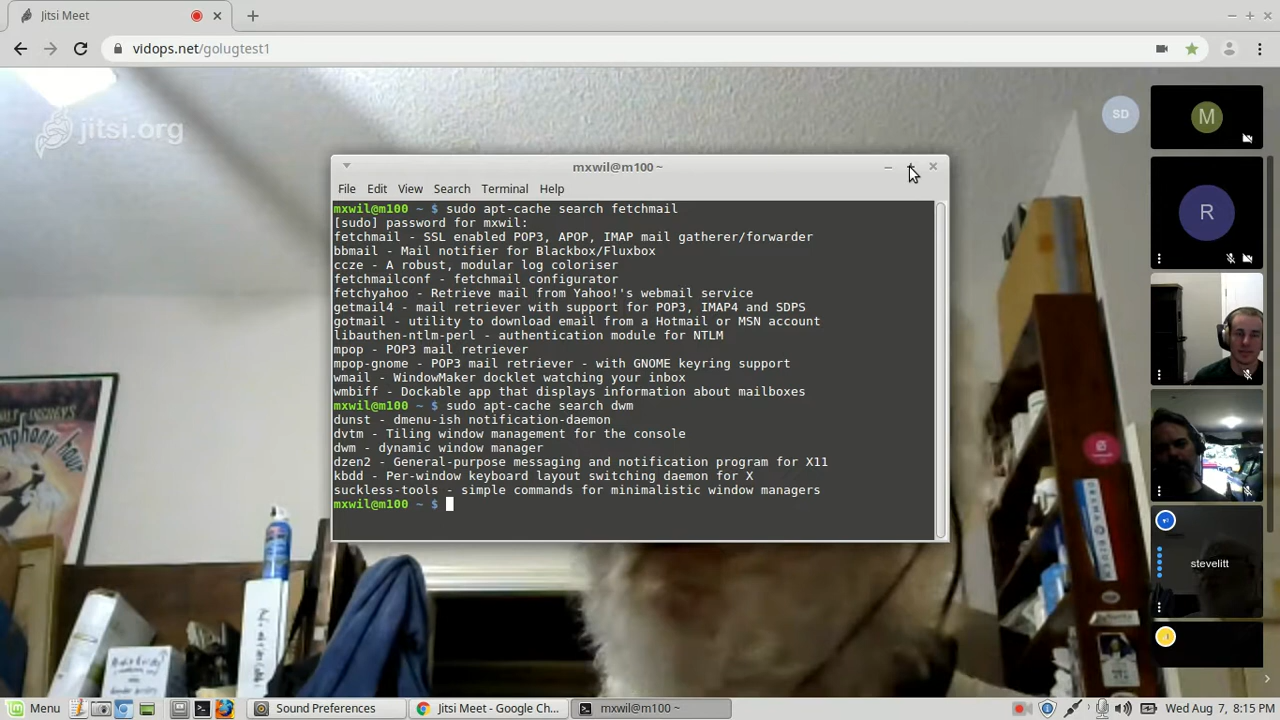 Jitsi Meet
vidops.net/golugtest1
jitsi.org
SD
M
R
stevelitt
mxwil@m100 ~
File Edit View Search Terminal Help
mxwil@m100 ~ $ sudo apt-cache search fetchmail
[sudo] password for mxwil:
fetchmail - SSL enabled POP3, APOP, IMAP mail gatherer/forwarder
bbmail - Mail notifier for Blackbox/Fluxbox
ccze - A robust, modular log coloriser
fetchmailconf - fetchmail configurator
fetchyahoo - Retrieve mail from Yahoo!'s webmail service
getmail4 - mail retriever with support for POP3, IMAP4 and SDPS
gotmail - utility to download email from a Hotmail or MSN account
libauthen-ntlm-perl - authentication module for NTLM
mpop - POP3 mail retriever
mpop-gnome - POP3 mail retriever - with GNOME keyring support
wmail - WindowMaker docklet watching your inbox
wmbiff - Dockable app that displays information about mailboxes
mxwil@m100 ~ $ sudo apt-cache search dwm
dunst - dmenu-ish notification-daemon
dvtm - Tiling window management for the console
dwm - dynamic window manager
dzen2 - General-purpose messaging and notification program for X11
kbdd - Per-window keyboard layout switching daemon for X
suckless-tools - simple commands for minimalistic window managers
mxwil@m100 ~ $
Symphony hour
Menu
Sound Preferences
Jitsi Meet - Google Ch...
mxwil@m100 ~
Wed Aug 7, 8:15 PM